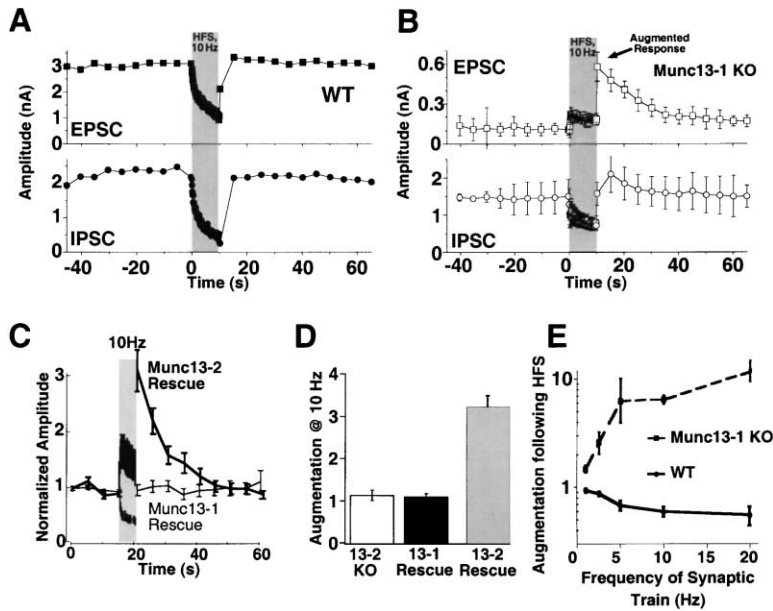 A
HFS,
10 Hz
WT
EPSC
Amplitude (nA)
4
3
2
1
0
IPSC
Amplitude
2
1
0
-40 -20 0 20 40 60
Time (s)
B
HFS,
10 Hz
Augmented
Response
Munc13-1 KO
EPSC
Amplitude (nA)
0.6
0.3
0
IPSC
Amplitude
2
1
0
-40 -20 0 20 40 60
Time (s)
C
10Hz
Munc13-2
Rescue
Munc13-1
Rescue
Normalized Amplitude
3
2
1
0
0 20 40 60
Time (s)
D
Augmentation @ 10 Hz
4
3
2
1
0
13-2 13-1 13-2
KO Rescue Rescue
E
Augmentation following HFS
10
1
Munc13-1 KO
WT
0 5 10 15 20
Frequency of Synaptic
Train (Hz)